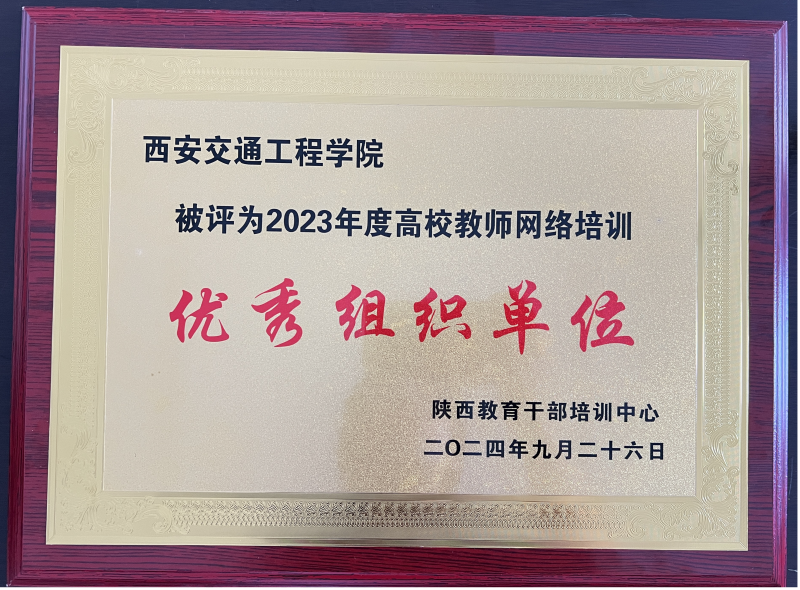 西安交通工程学院
被评为2023年度高校教师网络培训
优秀组织单位
陕西教育干部培训中心
二〇二四年九月二十六日